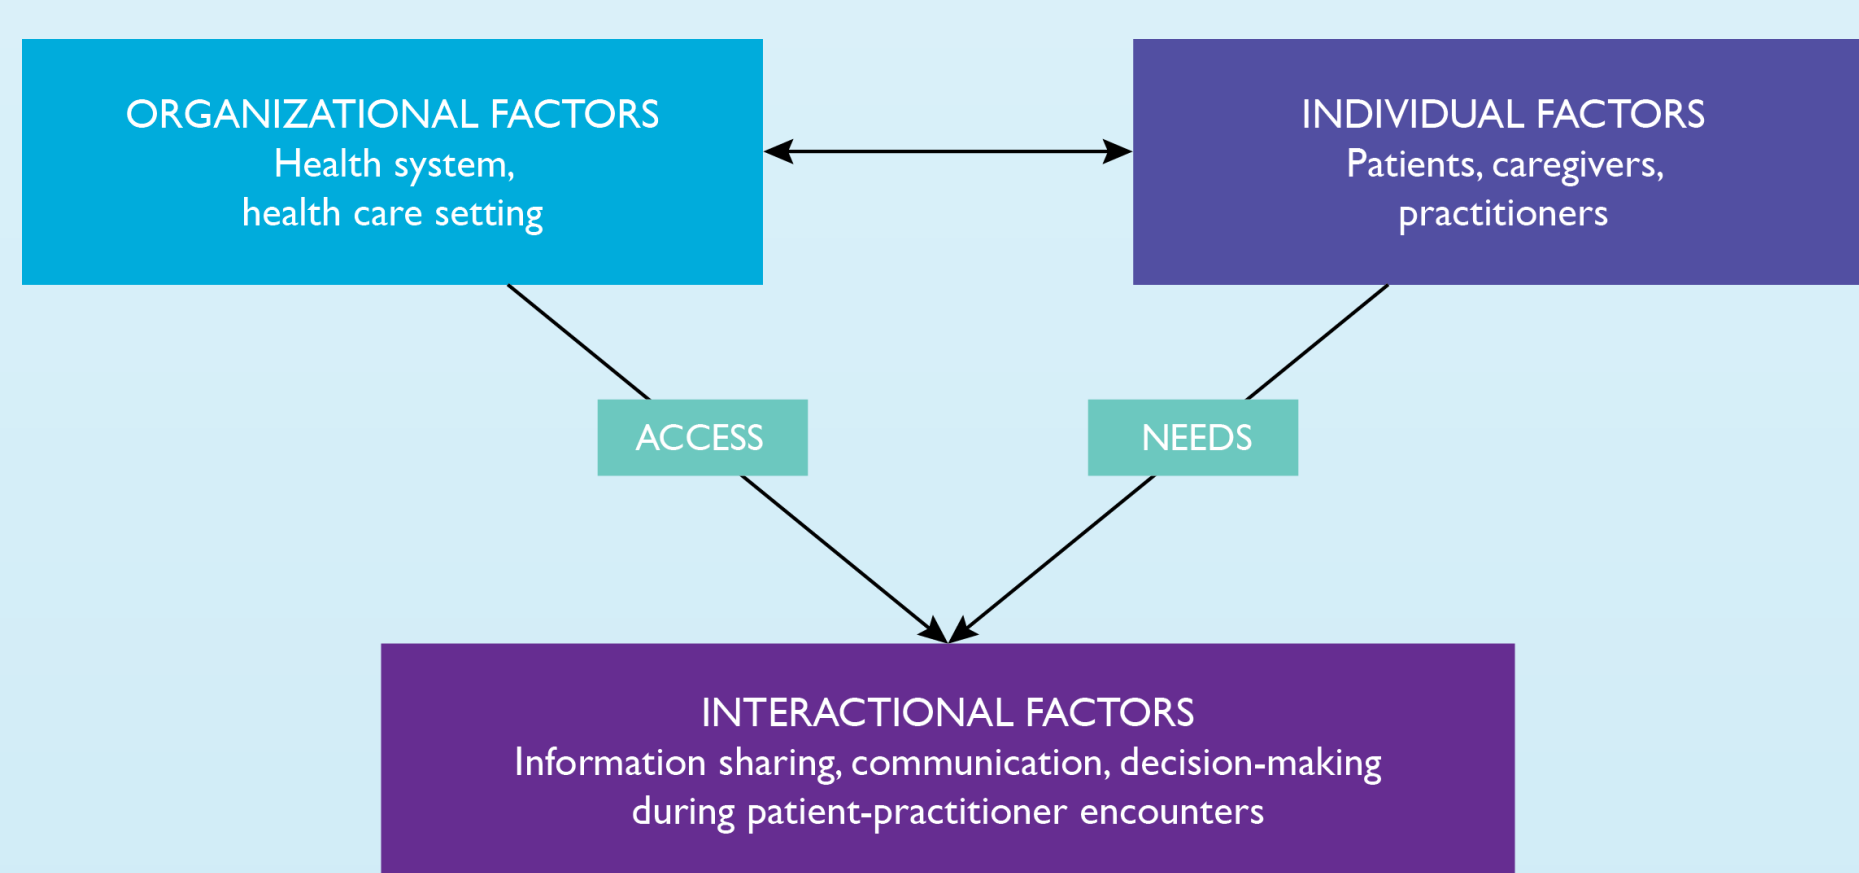 ORGANIZATIONAL FACTORS
Health system,
health care setting
INDIVIDUAL FACTORS
Patients, caregivers,
practitioners
ACCESS
NEEDS
INTERACTIONAL FACTORS
Information sharing, communication, decision-making
during patient-practitioner encounters